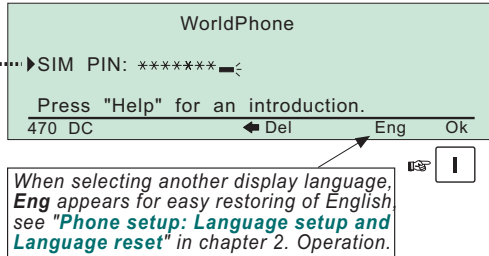 WorldPhone
SIM PIN: *******
Press "Help" for an introduction.
470 DC Del Eng Ok
I
When selecting another display language,
Eng appears for easy restoring of English,
see "Phone setup: Language setup and
Language reset" in chapter 2. Operation.